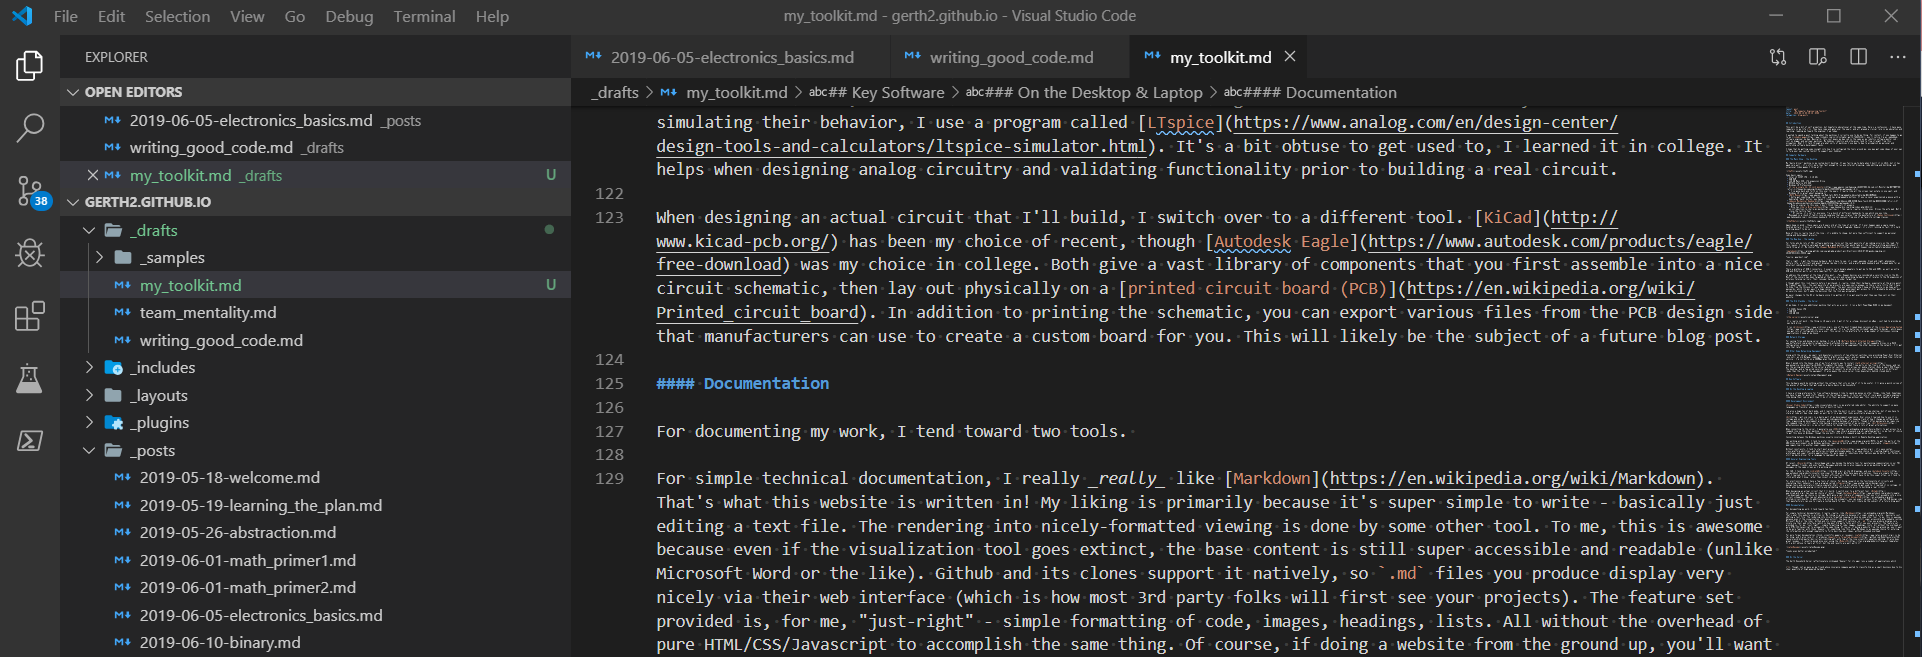 File Edit Selection View Go Debug Terminal Help
my_toolkit.md - gerth2.github.io - Visual Studio Code
EXPLORER
OPEN EDITORS
2019-06-05-electronics_basics.md _posts
writing_good_code.md _drafts
my_toolkit.md _drafts U
38
GERTH2.GITHUB.IO
_drafts
_samples
my_toolkit.md U
team_mentality.md
writing_good_code.md
_includes
_layouts
_plugins
_posts
2019-05-18-welcome.md
2019-05-19-learning_the_plan.md
2019-05-26-abstraction.md
2019-06-01-math_primer1.md
2019-06-01-math_primer2.md
2019-06-05-electronics_basics.md
2019-06-10-binary.md
2019-06-05-electronics_basics.md writing_good_code.md my_toolkit.md
_drafts > my_toolkit.md > abc## Key Software > abc### On the Desktop & Laptop > abc#### Documentation
simulating their behavior, I use a program called [LTspice](https://www.analog.com/en/design-center/
design-tools-and-calculators/ltspice-simulator.html). It's a bit obtuse to get used to, I learned it in college. It
helps when designing analog circuitry and validating functionality prior to building a real circuit.
122
123 When designing an actual circuit that I'll build, I switch over to a different tool. [KiCad](http://
www.kicad-pcb.org/) has been my choice of recent, though [Autodesk Eagle](https://www.autodesk.com/products/eagle/
free-download) was my choice in college. Both give a vast library of components that you first assemble into a nice
circuit schematic, then lay out physically on a [printed circuit board (PCB)](https://en.wikipedia.org/wiki/
Printed_circuit_board). In addition to printing the schematic, you can export various files from the PCB design side
that manufacturers can use to create a custom board for you. This will likely be the subject of a future blog post.
124
125 #### Documentation
126
127 For documenting my work, I tend toward two tools.
128
129 For simple technical documentation, I really _really_ like [Markdown](https://en.wikipedia.org/wiki/Markdown).
That's what this website is written in! My liking is primarily because it's super simple to write - basically just
editing a text file. The rendering into nicely-formatted viewing is done by some other tool. To me, this is awesome
because even if the visualization tool goes extinct, the base content is still super accessible and readable (unlike
Microsoft Word or the like). Github and its clones support it natively, so `.md` files you produce display very
nicely via their web interface (which is how most 3rd party folks will first see your projects). The feature set
provided is, for me, "just-right" - simple formatting of code, images, headings, lists. All without the overhead of
pure HTML/CSS/Javascript to accomplish the same thing. Of course, if doing a website from the ground up, you'll want